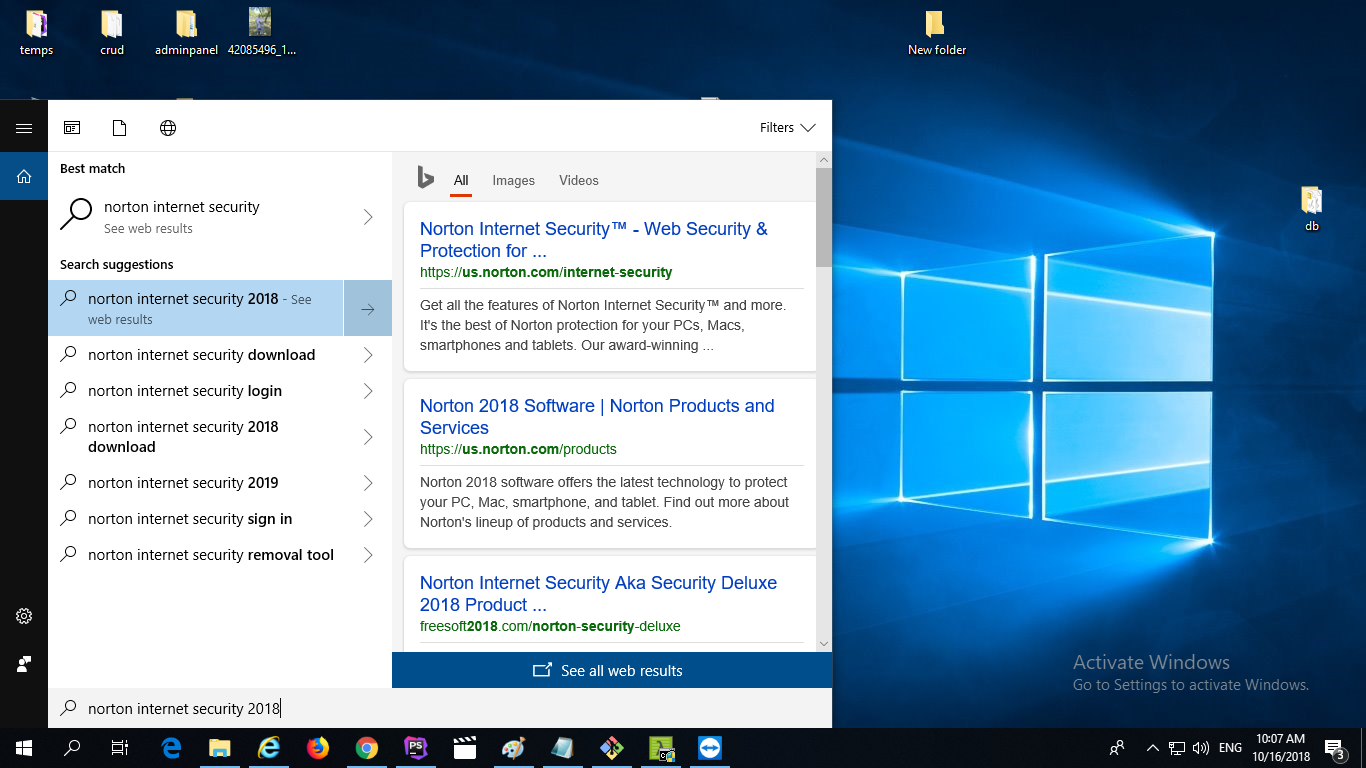 temps
crud
adminpanel
42085496_1...
New folder
db
Filters
Best match
norton internet security
See web results
Search suggestions
norton internet security 2018 - See
web results
norton internet security download
norton internet security login
norton internet security 2018
download
norton internet security 2019
norton internet security sign in
norton internet security removal tool
All
Images
Videos
Norton Internet Security™ - Web Security &
Protection for ...
https://us.norton.com/internet-security
Get all the features of Norton Internet Security™ and more.
It's the best of Norton protection for your PCs, Macs,
smartphones and tablets. Our award-winning ...
Norton 2018 Software | Norton Products and
Services
https://us.norton.com/products
Norton 2018 software offers the latest technology to protect
your PC, Mac, smartphone, and tablet. Find out more about
Norton's lineup of products and services.
Norton Internet Security Aka Security Deluxe
2018 Product ...
freesoft2018.com/norton-security-deluxe
See all web results
norton internet security 2018
Activate Windows
Go to Settings to activate Windows.
PS
ENG
10:07 AM
10/16/2018
3